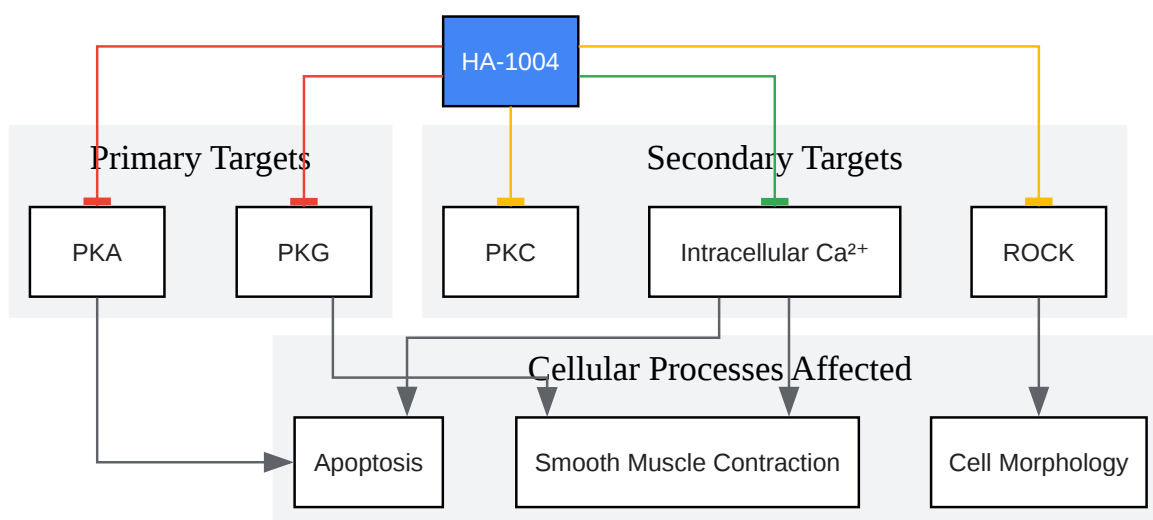 HA-1004
Primary Targets
Secondary Targets
PKA
PKG
PKC
Intracellular Ca²⁺
ROCK
Cellular Processes Affected
Apoptosis
Smooth Muscle Contraction
Cell Morphology